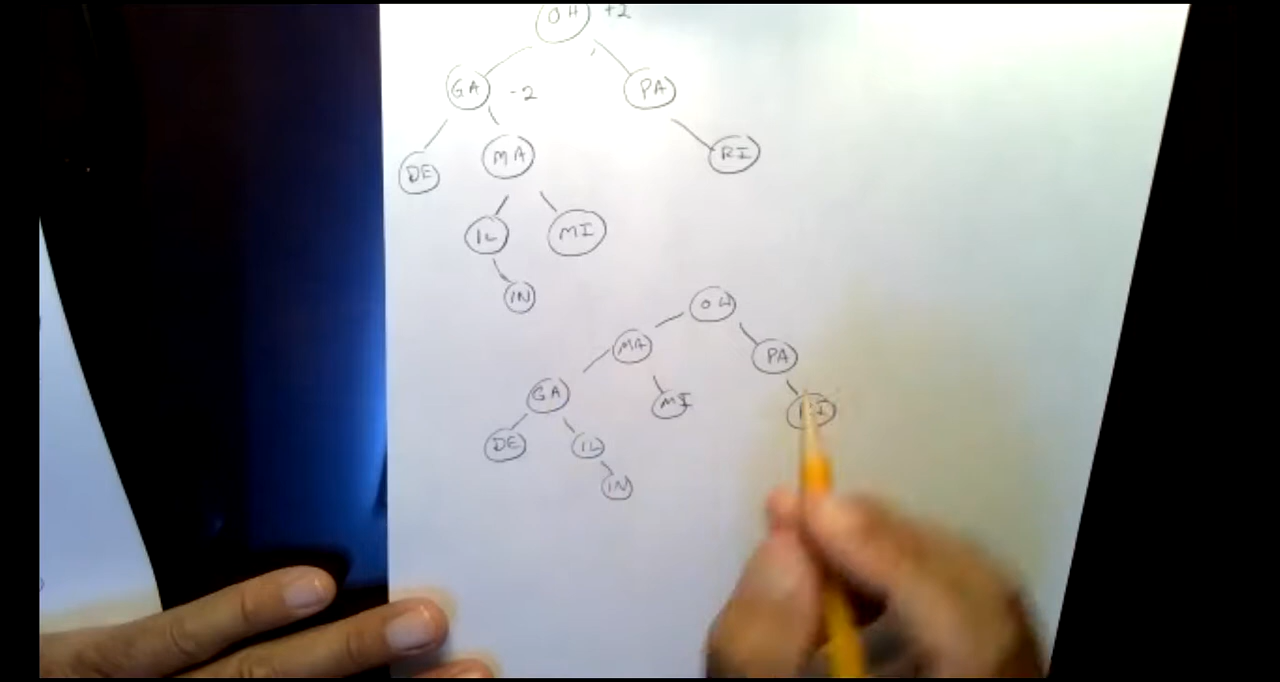 OH +2
GA -2 PA
DE MA RI
IL MI
IN
OH
MA PA
GA MI RI
DE IL
IN